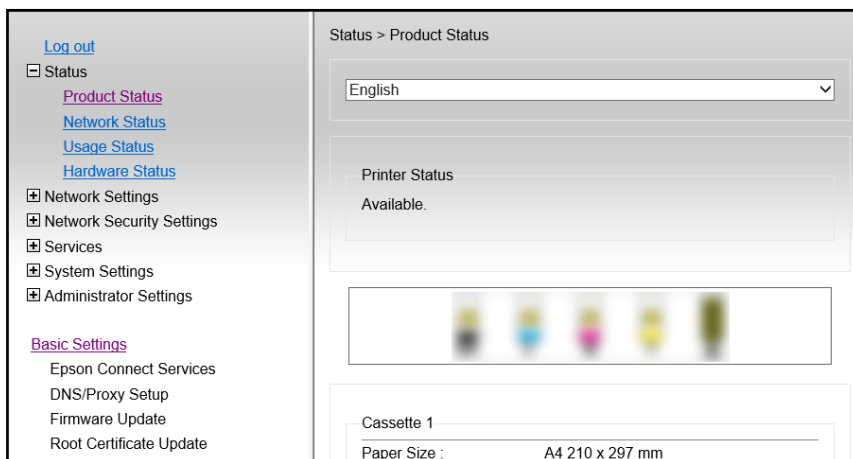 Log out
Status
Product Status
Network Status
Usage Status
Hardware Status
Network Settings
Network Security Settings
Services
System Settings
Administrator Settings
Basic Settings
Epson Connect Services
DNS/Proxy Setup
Firmware Update
Root Certificate Update
Status > Product Status
English
Printer Status
Available.
Cassette 1
Paper Size : A4 210 x 297 mm